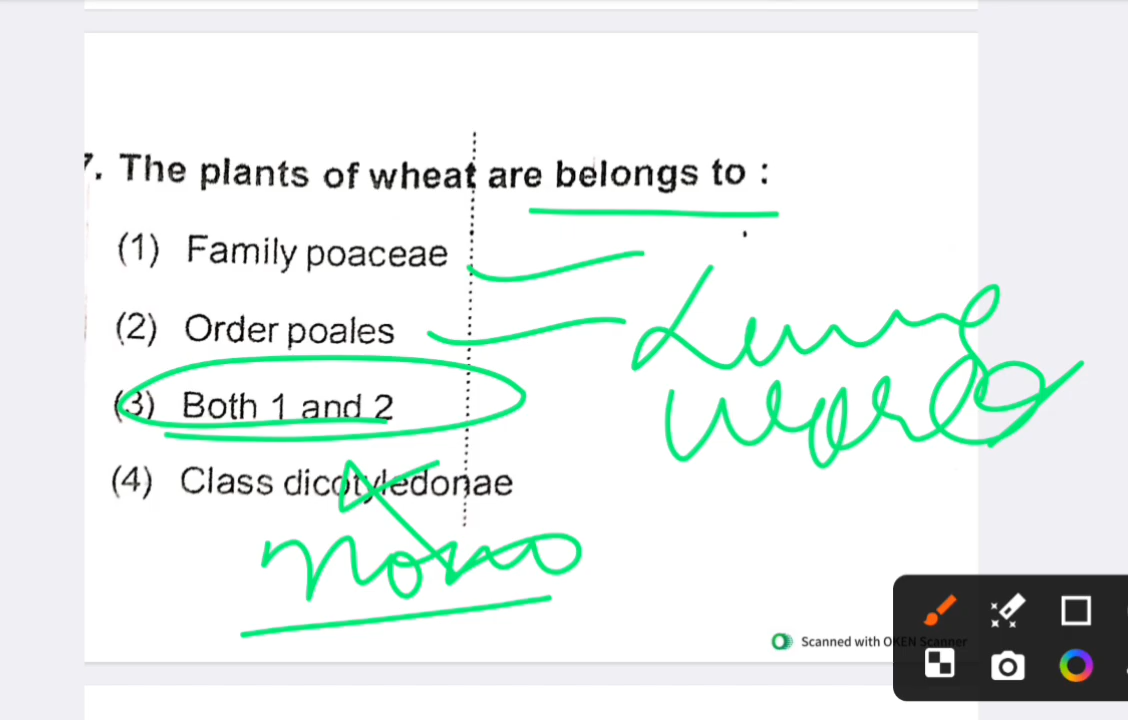 7. The plants of wheat are belongs to :
(1) Family poaceae
(2) Order poales
(3) Both 1 and 2
(4) Class dicotyledonae
mono
Scanned with OKEN Scanner